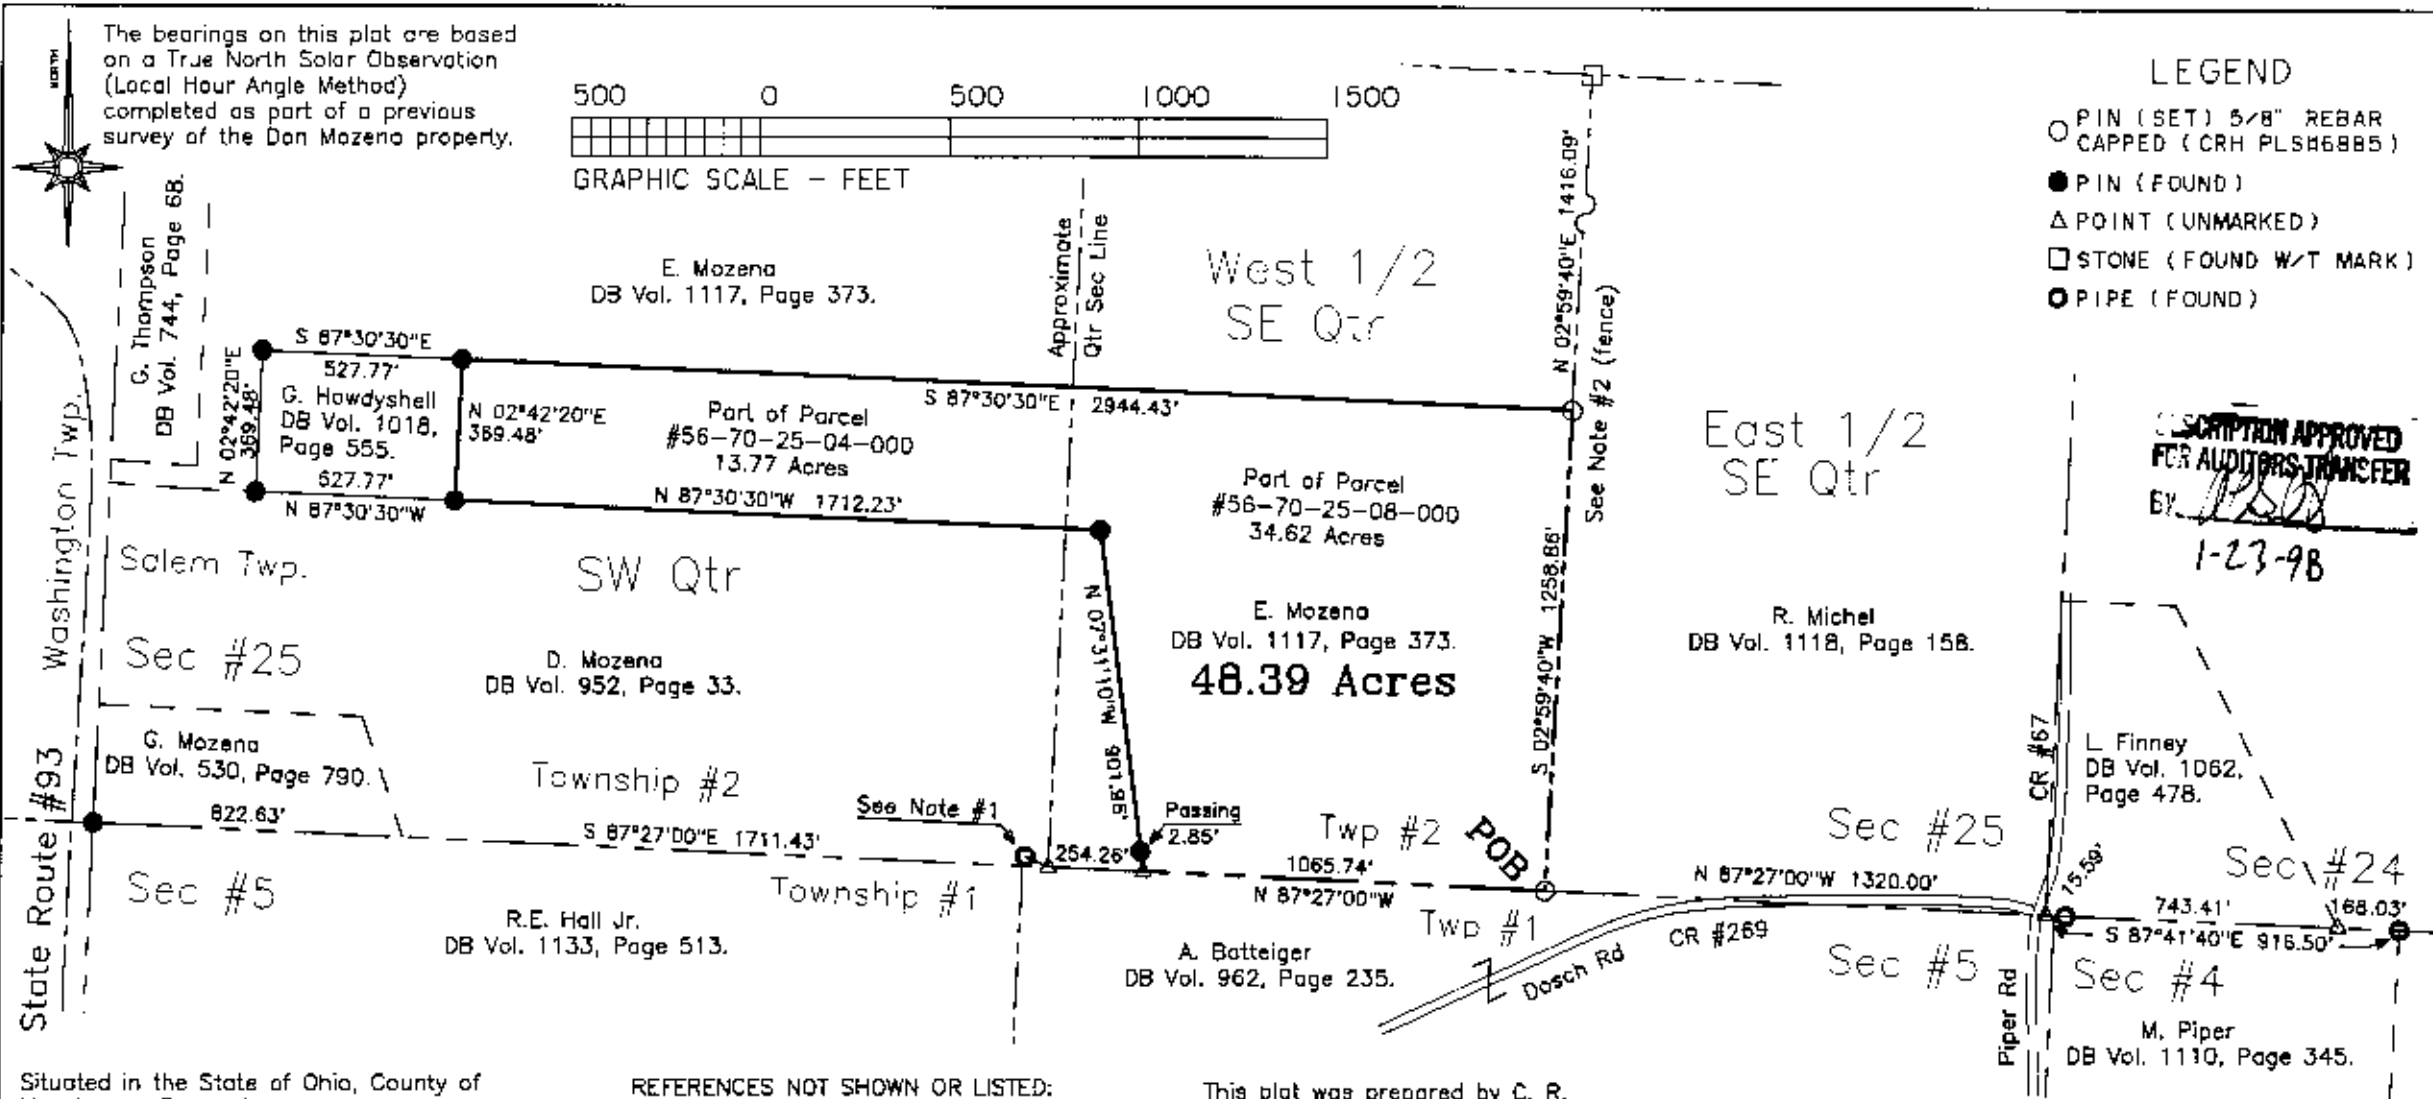 The bearings on this plat are based
on a True North Solar Observation
(Local Hour Angle Method)
completed as part of a previous
survey of the Dan Mozena property.
NORTH
500 0 500 1000 1500
GRAPHIC SCALE - FEET
LEGEND
PIN (SET) 5/8" REBAR
CAPPED (CRH PLS#6885)
PIN (FOUND)
POINT (UNMARKED)
STONE (FOUND W/T MARK)
PIPE (FOUND)
G. Thompson
DB Vol. 744, Page 68.
E. Mozena
DB Vol. 1117, Page 373.
Approximate
Qtr Sec Line
West 1/2
SE Qtr
N 02°59'40"E 1416.09'
See Note #2 (fence)
S 87°30'30"E
527.77'
N 02°42'20"E
369.48'
G. Howdyshell
DB Vol. 1018,
Page 555.
N 02°42'20"E
369.48'
527.77'
N 87°30'30"W
Part of Parcel
#56-70-25-04-000
13.77 Acres
S 87°30'30"E 2944.43'
N 87°30'30"W 1712.23'
Part of Parcel
#56-70-25-08-000
34.62 Acres
East 1/2
SE Qtr
DESCRIPTION APPROVED
FOR AUDITORS TRANSFER
BY
1-23-98
Washington Twp.
Salem Twp.
SW Qtr
Sec #25
D. Mozena
DB Vol. 952, Page 33.
N 07°31'10"W 901.96'
E. Mozena
DB Vol. 1117, Page 373.
48.39 Acres
S 02°59'40"W 1258.86'
R. Michel
DB Vol. 1118, Page 158.
State Route #93
G. Mozena
DB Vol. 530, Page 790.
822.63'
Township #2
S 87°27'00"E 1711.43'
See Note #1
254.26'
Passing
2.85'
Twp #2
POB
1065.74'
N 87°27'00"W
Sec #25
N 87°27'00"W 1320.00'
CR #67
L. Finney
DB Vol. 1062,
Page 478.
15.59'
Sec #24
743.41'
168.03'
S 87°41'40"E 916.50'
Sec #5
Township #1
R.E. Hall Jr.
DB Vol. 1133, Page 513.
A. Batteiger
DB Vol. 962, Page 235.
Twp #1
Dosch Rd
CR #269
Sec #5
Piper Rd
Sec #4
M. Piper
DB Vol. 1110, Page 345.
Situated in the State of Ohio, County of
REFERENCES NOT SHOWN OR LISTED:
This plat was prepared by C. R.